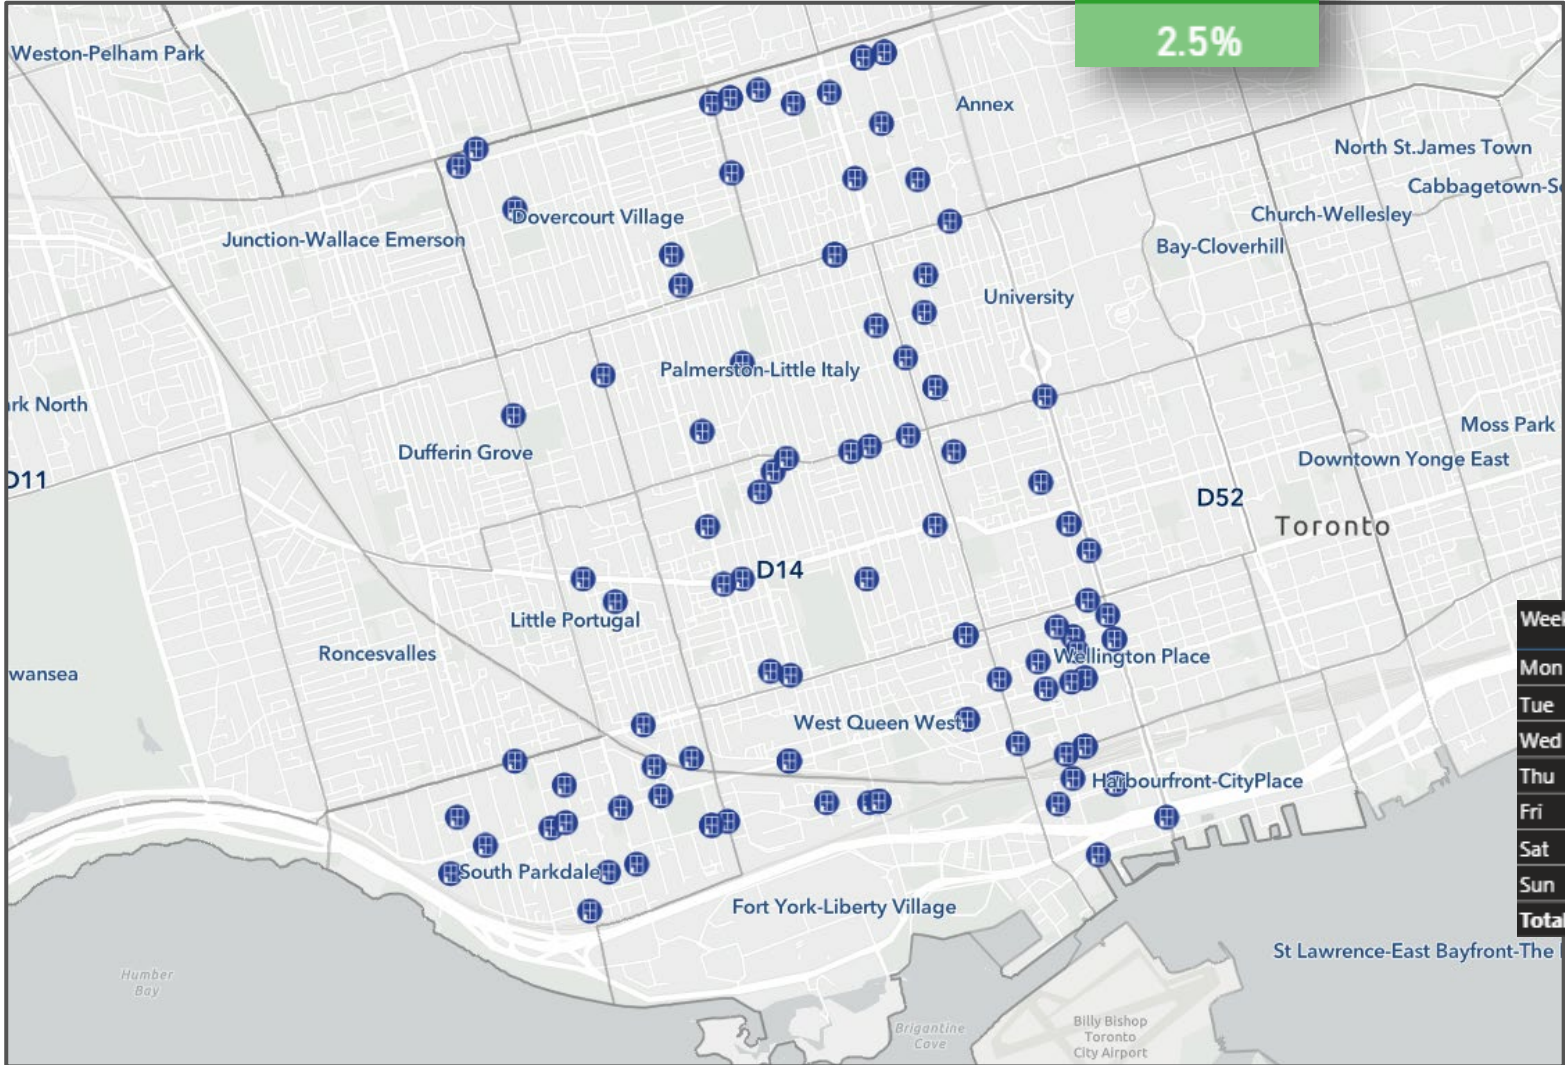 2.5%
Weston-Pelham Park
Annex
North St.James Town
Cabbagetown-S
Church-Wellesley
Dovercourt Village
Junction-Wallace Emerson
Bay-Cloverhill
University
Palmerston-Little Italy
rk North
Moss Park
Dufferin Grove
Downtown Yonge East
D11
D52
Toronto
D14
Little Portugal
Wee
Roncesvalles
Wellington Place
Mon
wansea
Tue
West Queen West
Wed
Harbourfront-CityPlace
Thu
Fri
Sat
South Parkdale
Sun
Fort York-Liberty Village
Total
St Lawrence-East Bayfront-The
Humber
Bay
Brigantine
Cove
Billy Bishop
Toronto
City Airport